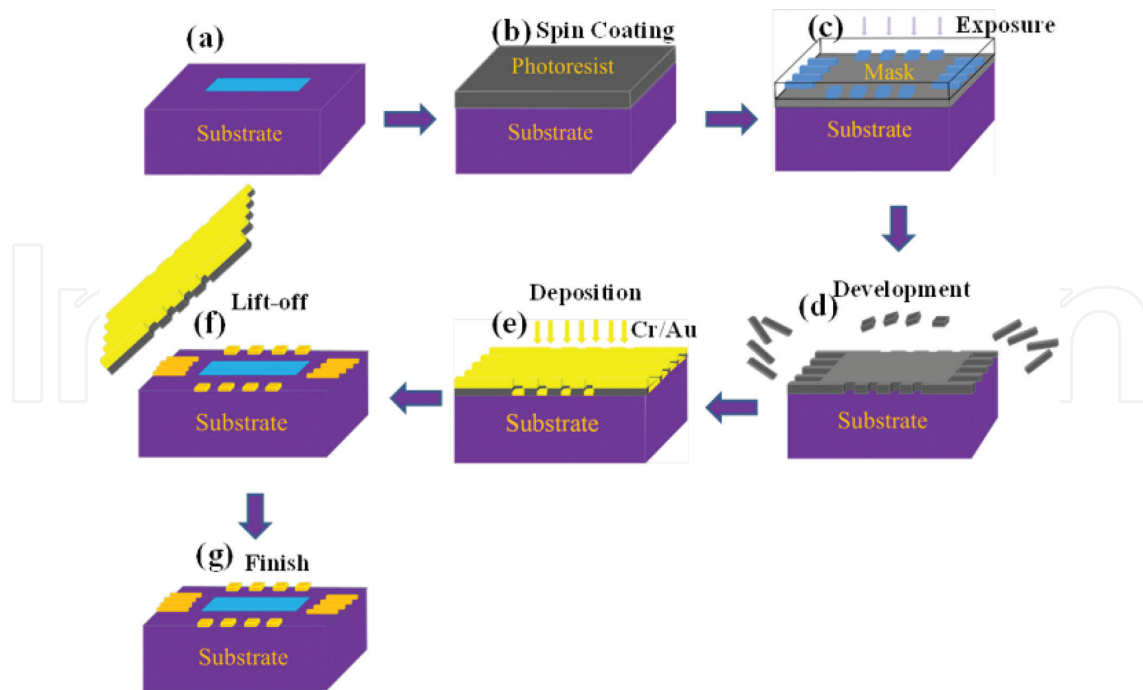 (a)
Substrate
(b) Spin Coating
Photoresist
Substrate
(c) Exposure
Mask
Substrate
(d) Development
Substrate
Deposition
(e) Cr/Au
Substrate
Lift-off
(f)
Substrate
(g) Finish
Substrate